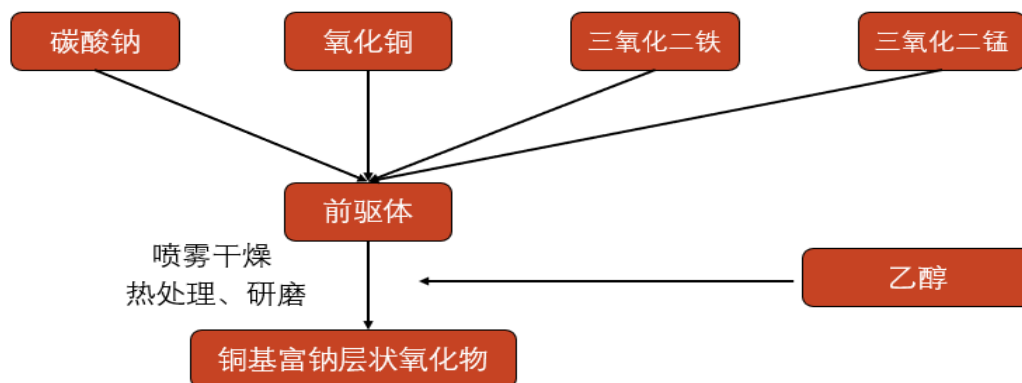 碳酸钠
氧化铜
三氧化二铁
三氧化二锰
前驱体
喷雾干燥
热处理、研磨
乙醇
铜基富钠层状氧化物